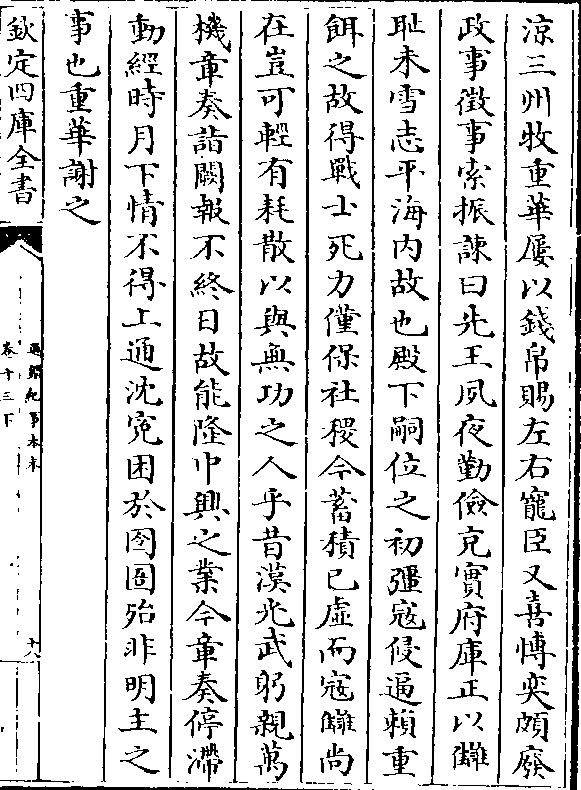 涼三州牧重華屢以錢帛賜左右寵臣又喜愽奕頗廢
政事徵事索振諫曰先王夙夜勤儉克實府庫正以讎
耻未雪志平海内故也殿下嗣位之初彊寇侵逼賴重
餌之故得戰士死力僅保社稷今蓄積已虛而寇讎尚
在豈可輕有耗散以與無功之人乎昔漢光武躬親萬
機章奏詣闕報不終日故能隆中興之業今章奏停滯
動經時月下情不得上通沈寃困於囹圄殆非明主之
事也重華謝之
欽定四庫全書
通鑑紀事本末
卷十三下
十八